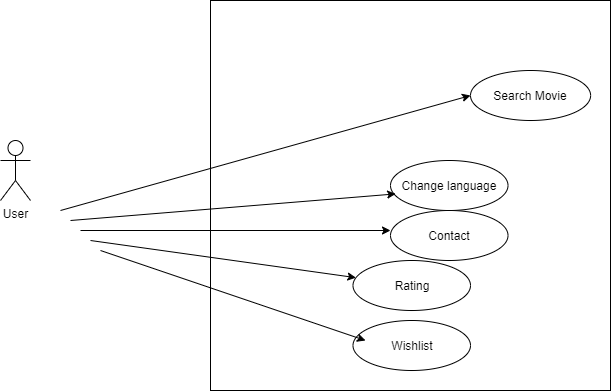 Search Movie
Change language
User
Contact
Rating
Wishlist